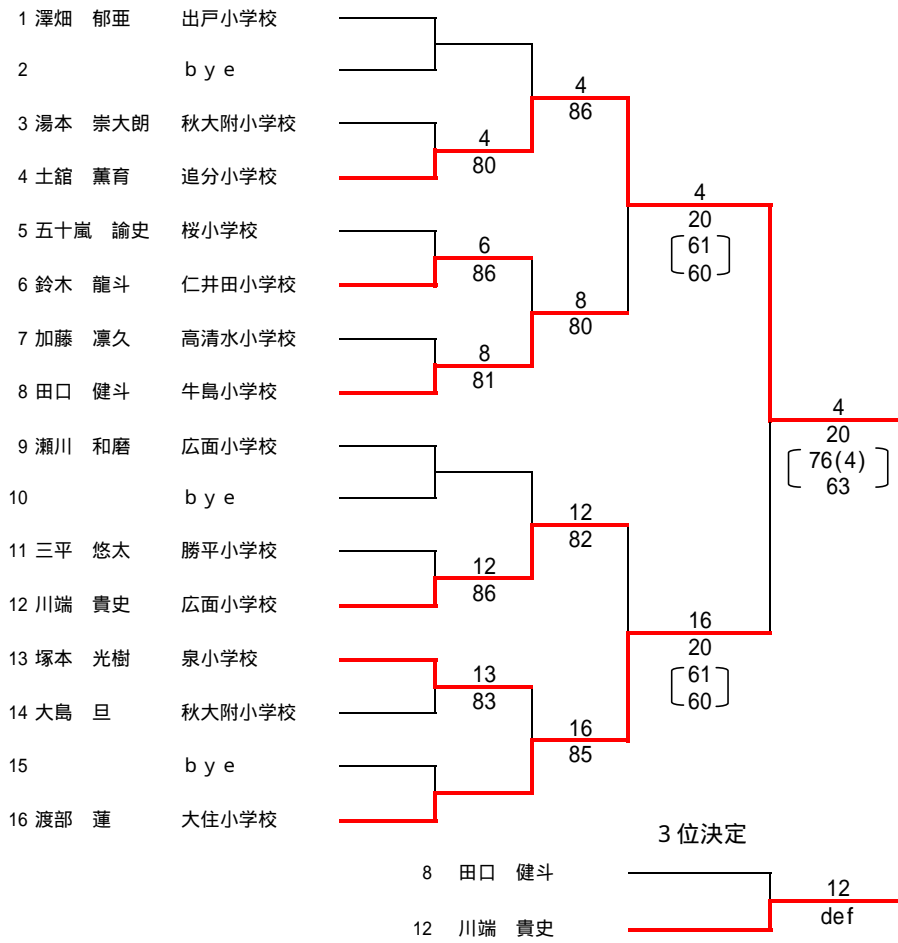 1 澤畑　郁亜　出戸小学校
2　ｂｙｅ
4
86
3 湯本　崇大朗　秋大附小学校
4
80
4 土舘　薫育　追分小学校
4
20
61
60
5 五十嵐　諭史　桜小学校
6
86
6 鈴木　龍斗　仁井田小学校
8
80
7 加藤　凛久　高清水小学校
8
81
8 田口　健斗　牛島小学校
4
20
76(4)
63
9 瀬川　和磨　広面小学校
10　ｂｙｅ
12
82
11 三平　悠太　勝平小学校
12
86
12 川端　貴史　広面小学校
16
20
61
60
13 塚本　光樹　泉小学校
13
83
14 大島　旦　秋大附小学校
16
85
15　ｂｙｅ
16 渡部　蓮　大住小学校
３位決定
8　田口　健斗
12
def
12　川端　貴史